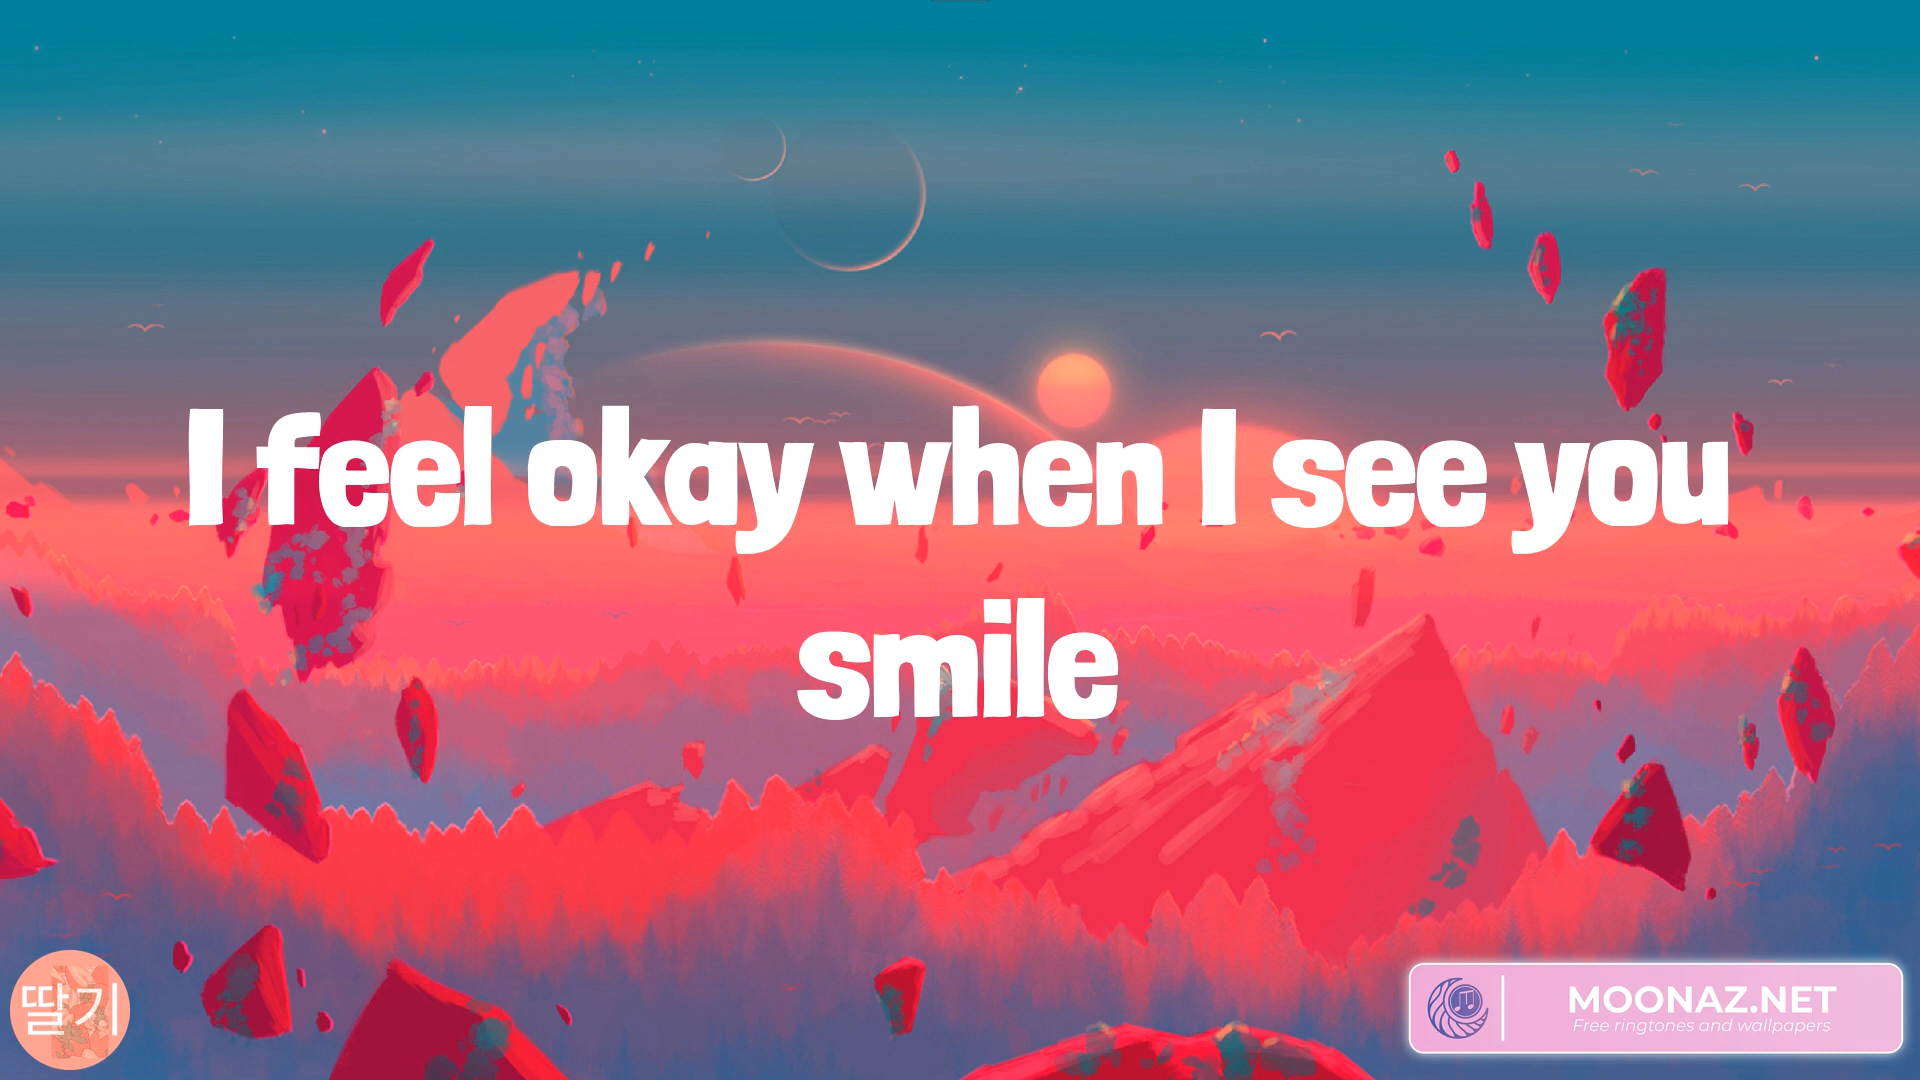 I feel okay when I see you
smile
딸기
MOONAZ.NET
Free ringtones and wallpapers